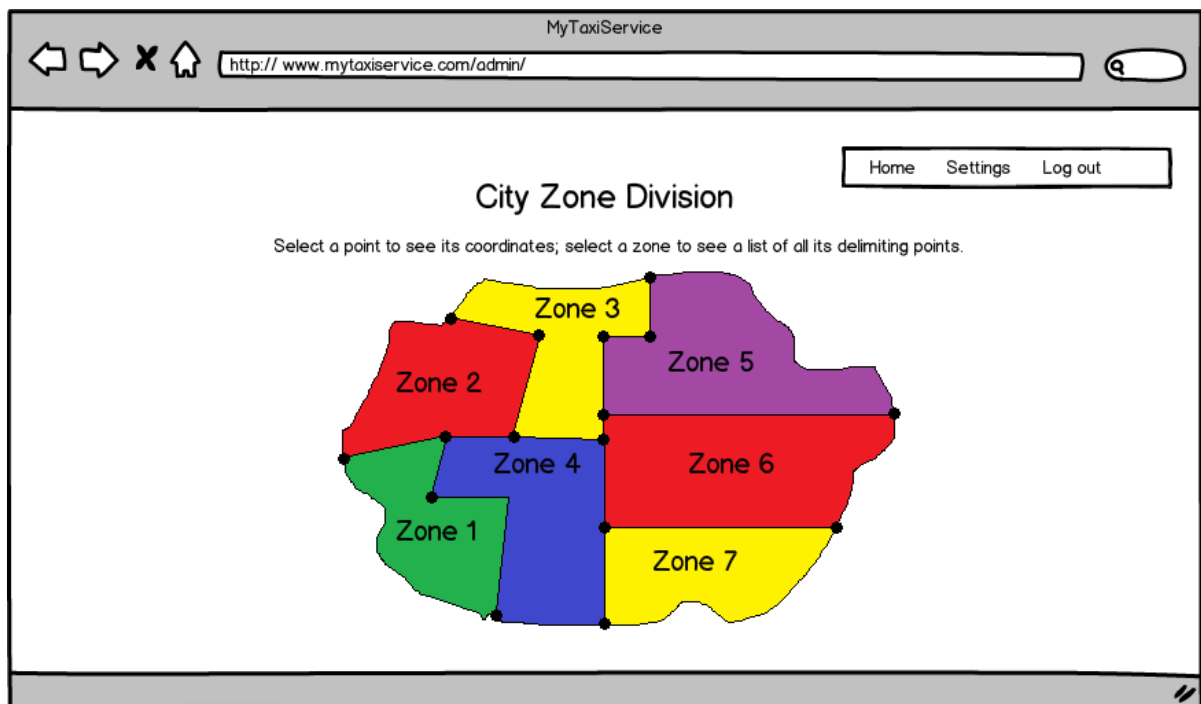 MyTaxiService
http:// www.mytaxiservice.com/admin/
Home Settings Log out
City Zone Division
Select a point to see its coordinates; select a zone to see a list of all its delimiting points.
Zone 3
Zone 5
Zone 2
Zone 4
Zone 6
Zone 1
Zone 7